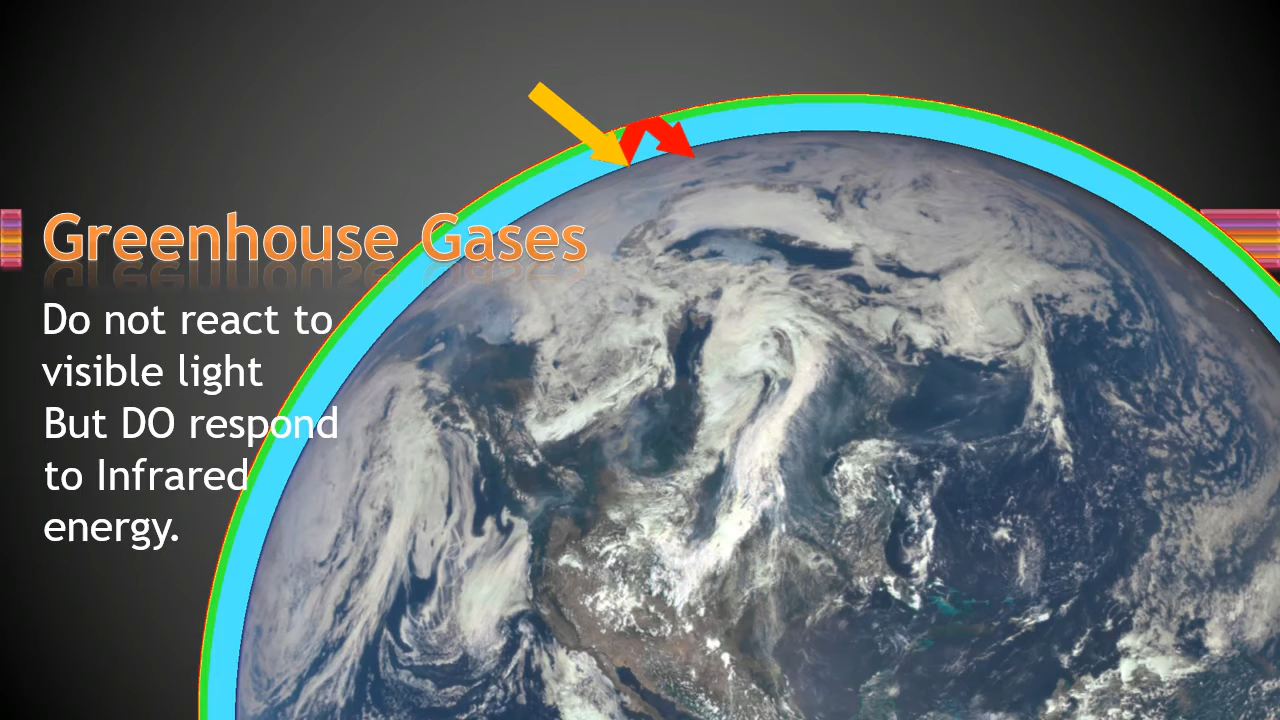 Greenhouse Gases
Do not react to
visible light
But DO respond
to Infrared
energy.